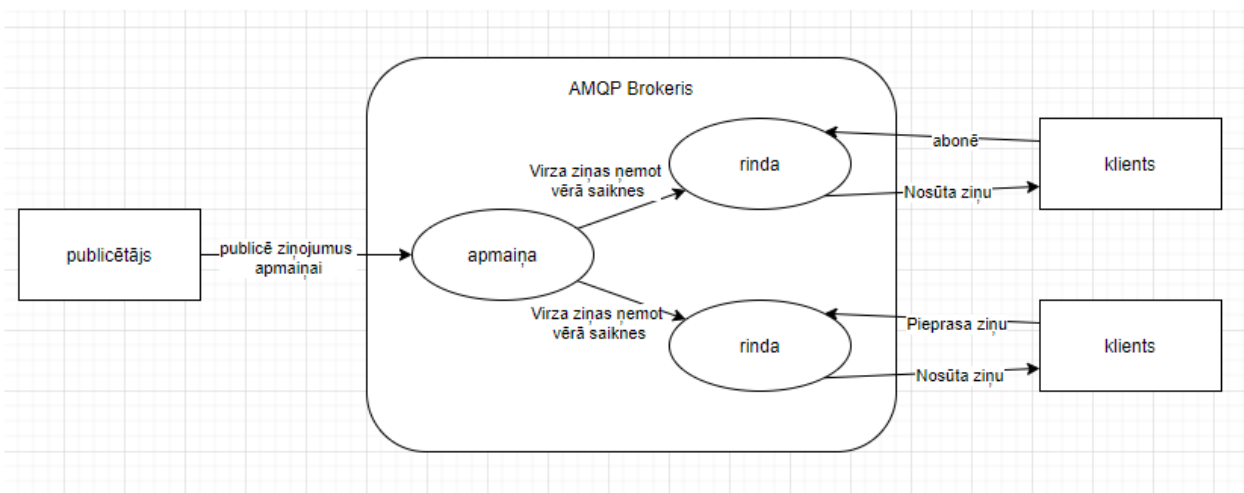 AMQP Brokeris
publicētājs
publicē ziņojumus
apmaiņai
apmaiņa
Virza ziņas ņemot
vērā saiknes
rinda
abonē
Nosūta ziņu
klients
Virza ziņas ņemot
vērā saiknes
rinda
Pieprasa ziņu
Nosūta ziņu
klients